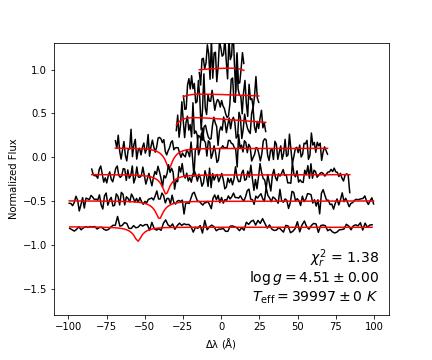 Normalized Flux
1.0
0.5
0.0
−0.5
−1.0
−1.5
χ²ᵣ = 1.38
log g = 4.51 ± 0.00
T_eff = 39997 ± 0 K
−100 −75 −50 −25 0 25 50 75 100
Δλ (Å)